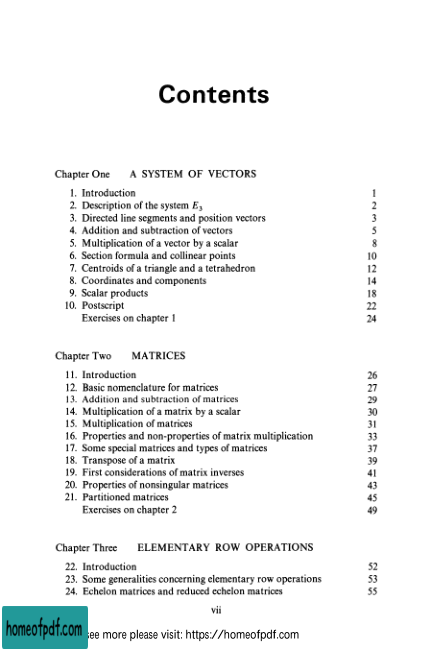 Contents
Chapter One A SYSTEM OF VECTORS
1. Introduction 1
2. Description of the system E₃ 2
3. Directed line segments and position vectors 3
4. Addition and subtraction of vectors 5
5. Multiplication of a vector by a scalar 8
6. Section formula and collinear points 10
7. Centroids of a triangle and a tetrahedron 12
8. Coordinates and components 14
9. Scalar products 18
10. Postscript 22
Exercises on chapter 1 24
Chapter Two MATRICES
11. Introduction 26
12. Basic nomenclature for matrices 27
13. Addition and subtraction of matrices 29
14. Multiplication of a matrix by a scalar 30
15. Multiplication of matrices 31
16. Properties and non-properties of matrix multiplication 33
17. Some special matrices and types of matrices 37
18. Transpose of a matrix 39
19. First considerations of matrix inverses 41
20. Properties of nonsingular matrices 43
21. Partitioned matrices 45
Exercises on chapter 2 49
Chapter Three ELEMENTARY ROW OPERATIONS
22. Introduction 52
23. Some generalities concerning elementary row operations 53
24. Echelon matrices and reduced echelon matrices 55
vii
homeofpdf.com see more please visit: https://homeofpdf.com